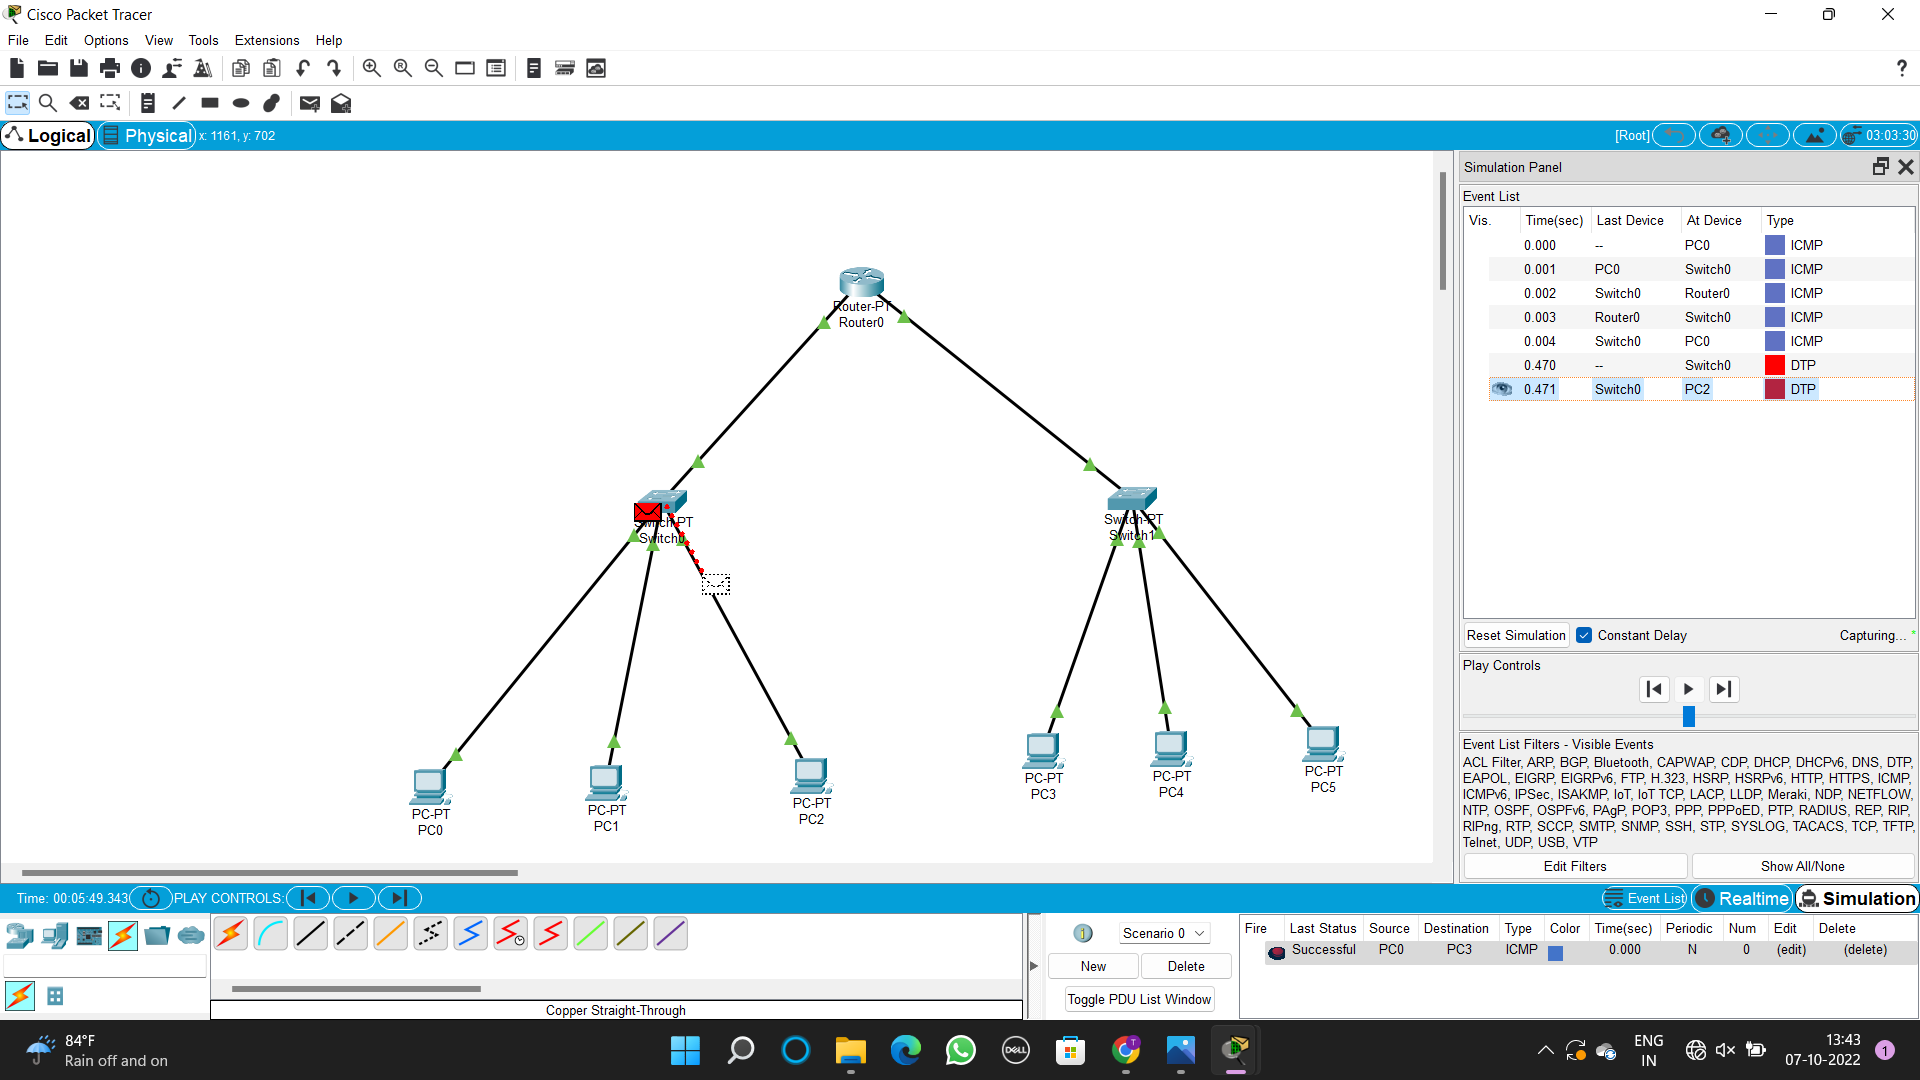 Cisco Packet Tracer
File Edit Options View Tools Extensions Help
?
Logical Physical x: 1161, y: 702 [Root] 03:03:30
Router-PT
Router0
Switch-PT
Switch0
Switch-PT
Switch1
PC-PT
PC0
PC-PT
PC1
PC-PT
PC2
PC-PT
PC3
PC-PT
PC4
PC-PT
PC5
Simulation Panel
Event List
Vis. Time(sec) Last Device At Device Type
0.000 -- PC0 ICMP
0.001 PC0 Switch0 ICMP
0.002 Switch0 Router0 ICMP
0.003 Router0 Switch0 ICMP
0.004 Switch0 PC0 ICMP
0.470 -- Switch0 DTP
0.471 Switch0 PC2 DTP
Reset Simulation Constant Delay Capturing... *
Play Controls
Event List Filters - Visible Events
ACL Filter, ARP, BGP, Bluetooth, CAPWAP, CDP, DHCP, DHCPv6, DNS, DTP,
EAPOL, EIGRP, EIGRPv6, FTP, H.323, HSRP, HSRPv6, HTTP, HTTPS, ICMP,
ICMPv6, IPSec, ISAKMP, IoT, IoT TCP, LACP, LLDP, Meraki, NDP, NETFLOW,
NTP, OSPF, OSPFv6, PAgP, POP3, PPP, PPPoED, PTP, RADIUS, REP, RIP,
RIPng, RTP, SCCP, SMTP, SNMP, SSH, STP, SYSLOG, TACACS, TCP, TFTP,
Telnet, UDP, USB, VTP
Edit Filters Show All/None
Time: 00:05:49.343 PLAY CONTROLS: Event List Realtime Simulation
Copper Straight-Through
1 Scenario 0
New Delete
Toggle PDU List Window
Fire Last Status Source Destination Type Color Time(sec) Periodic Num Edit Delete
Successful PC0 PC3 ICMP 0.000 N 0 (edit) (delete)
84°F
Rain off and on
DELL
T
ENG
IN
13:43
07-10-2022
1